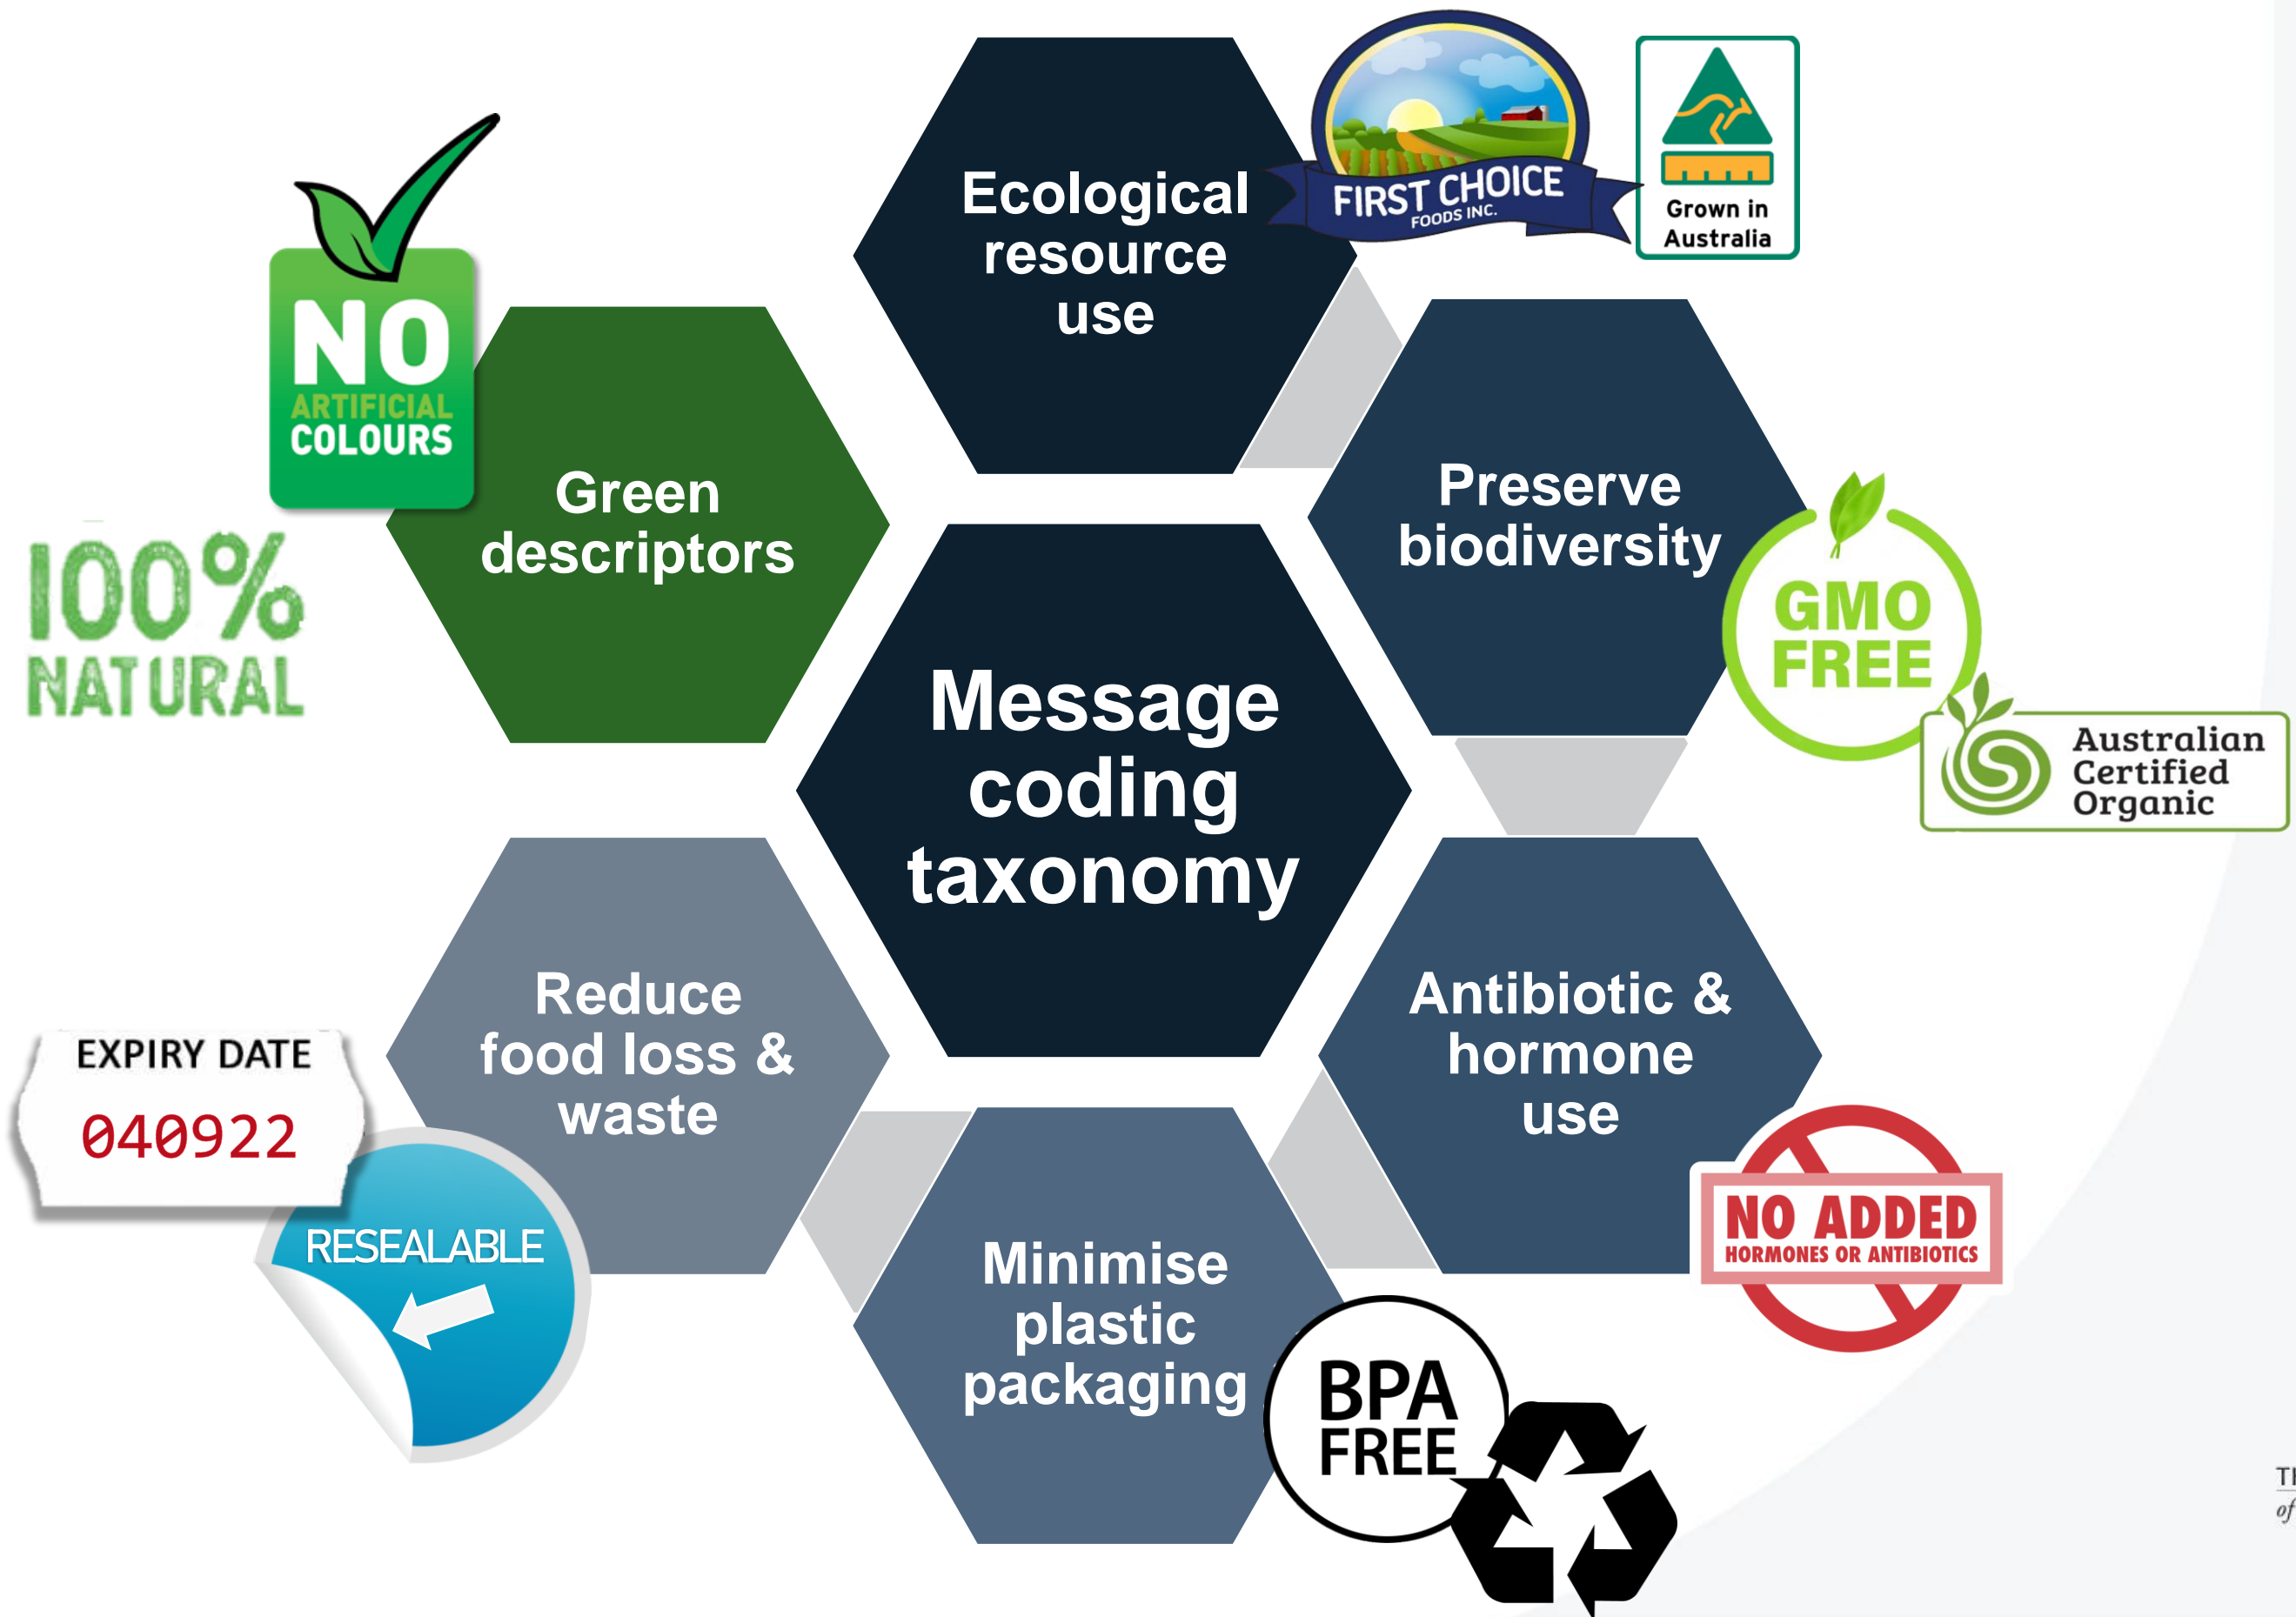 Ecological
resource
use
FIRST CHOICE
FOODS INC.
Grown in
Australia
NO
ARTIFICIAL
COLOURS
Green
descriptors
100%
NATURAL
Preserve
biodiversity
GMO
FREE
Australian
Certified
Organic
Message
coding
taxonomy
Reduce
food loss &
waste
EXPIRY DATE
040922
RESEALABLE
Antibiotic &
hormone
use
NO ADDED
HORMONES OR ANTIBIOTICS
Minimise
plastic
packaging
BPA
FREE
of